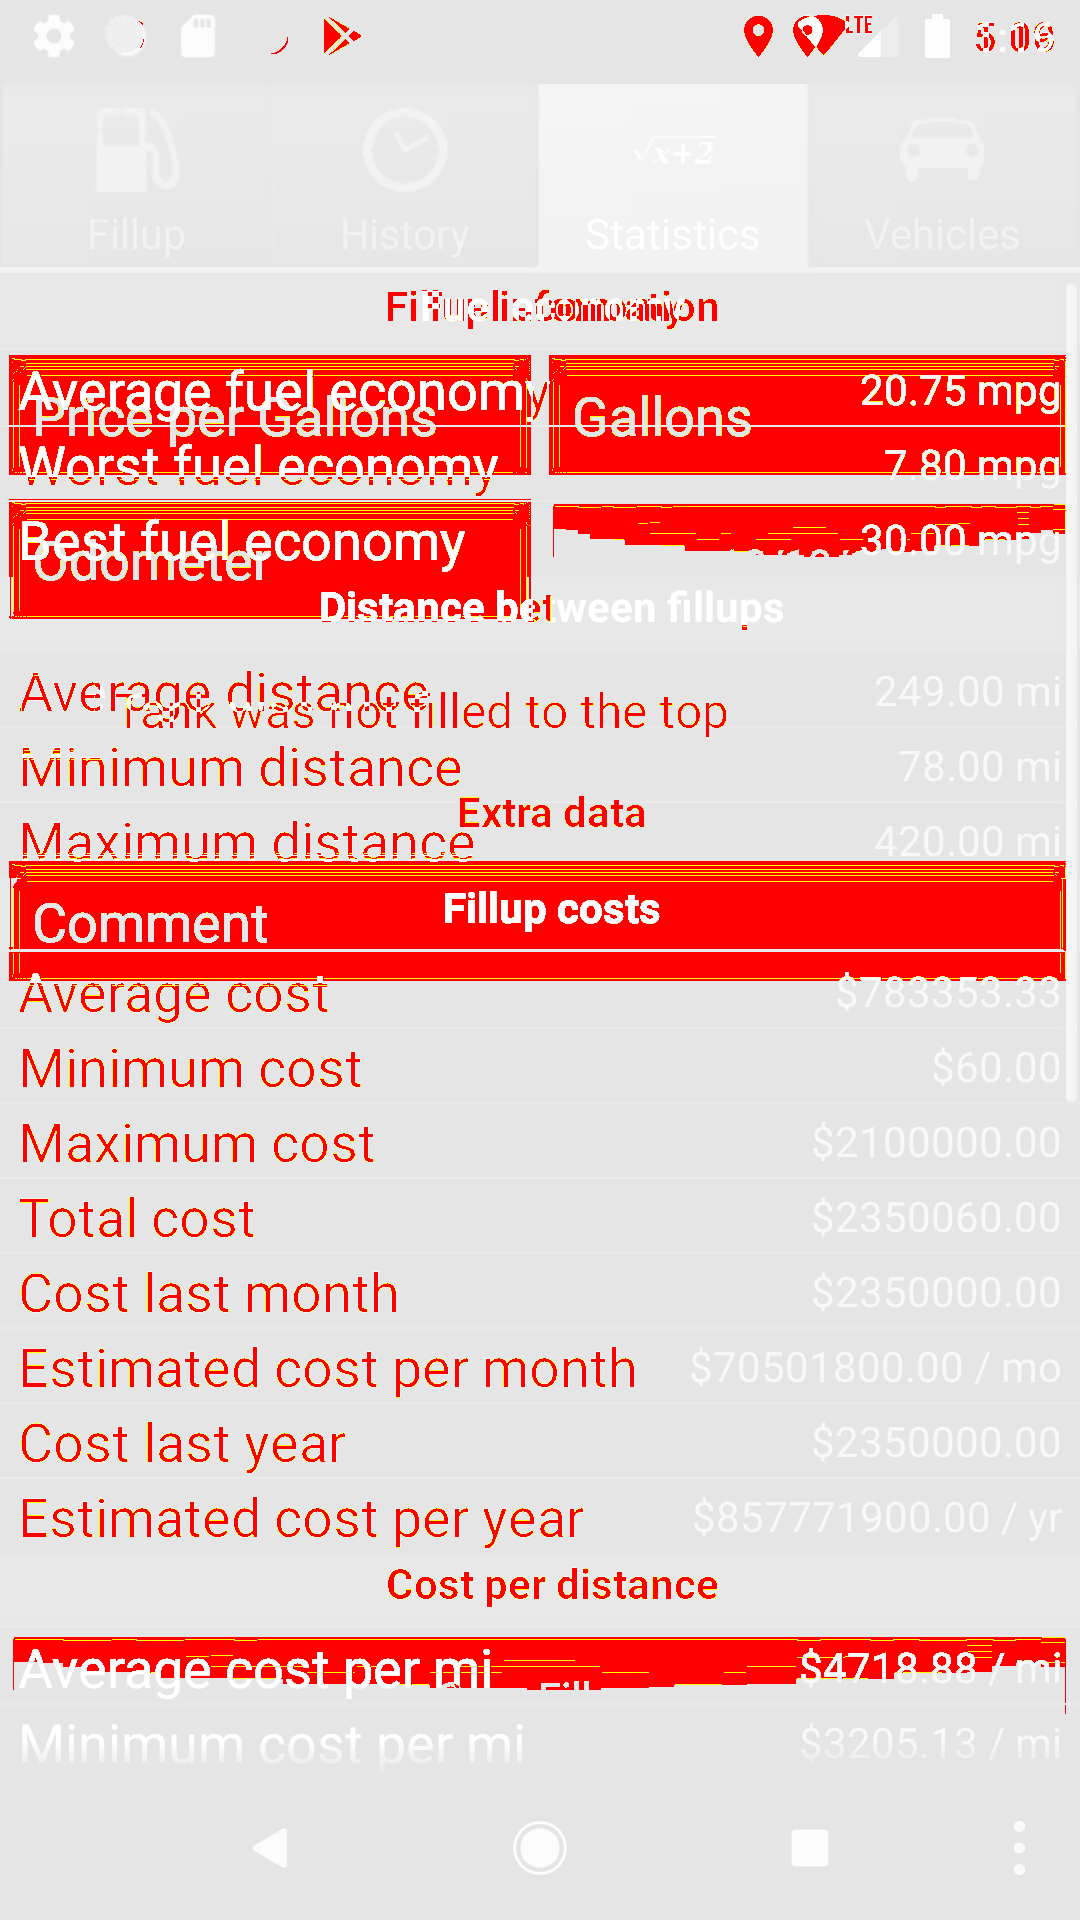 LTE
√x+2
Fillup
History
Statistics
Vehicles
Fillup information
Fuel economy
Average fuel economy
20.75 mpg
Price per Gallons
Gallons
Worst fuel economy
7.80 mpg
Best fuel economy
30.00 mpg
Odometer
Distance between fillups
Average distance
249.00 mi
Tank was not filled to the top
Minimum distance
78.00 mi
Extra data
Maximum distance
420.00 mi
Comment
Fillup costs
Average cost
$783353.33
Minimum cost
$60.00
Maximum cost
$2100000.00
Total cost
$2350060.00
Cost last month
$2350000.00
Estimated cost per month
$70501800.00 / mo
Cost last year
$2350000.00
Estimated cost per year
$857771900.00 / yr
Cost per distance
Average cost per mi
$4718.88 / mi
Minimum cost per mi
$3205.13 / mi